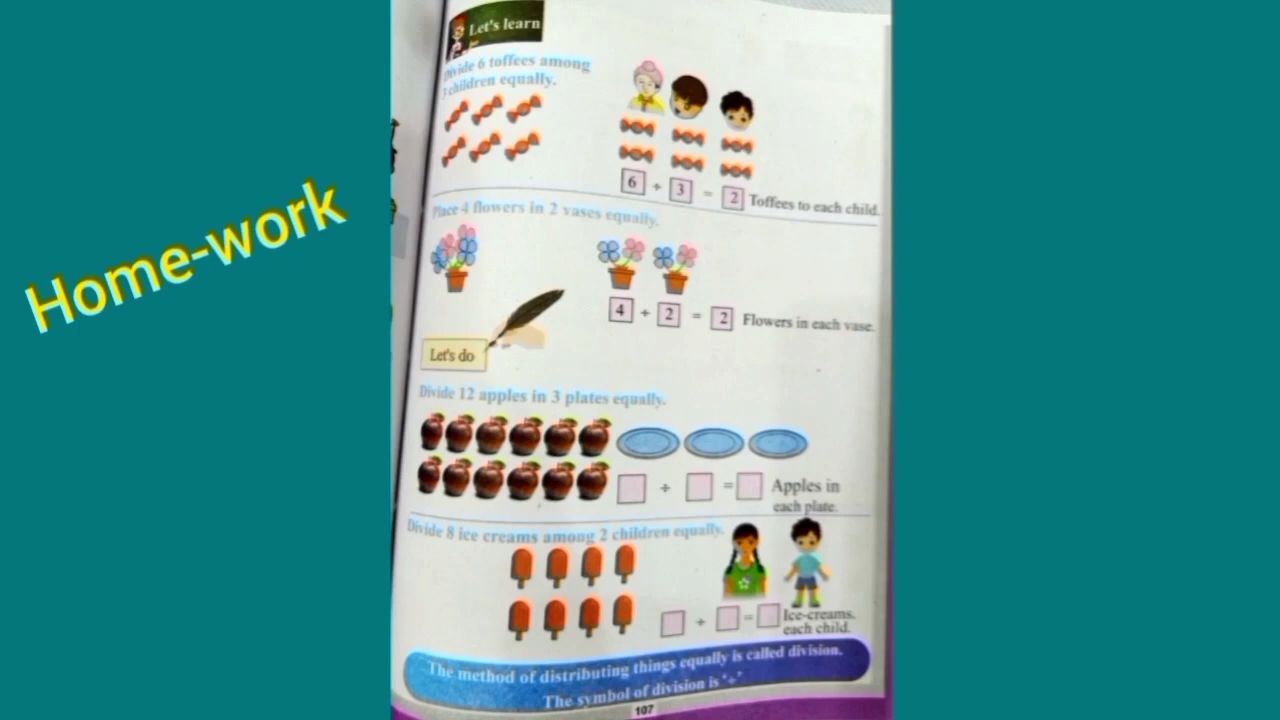 Home-work
Let's learn
Divide 6 toffees among
3 children equally.
6 ÷ 3 = 2 Toffees to each child.
Place 4 flowers in 2 vases equally.
4 ÷ 2 = 2 Flowers in each vase.
Let's do
Divide 12 apples in 3 plates equally.
÷ = Apples in
each plate.
Divide 8 ice creams among 2 children equally.
÷ = Ice-creams.
each child.
The method of distributing things equally is called division.
The symbol of division is '÷'
107